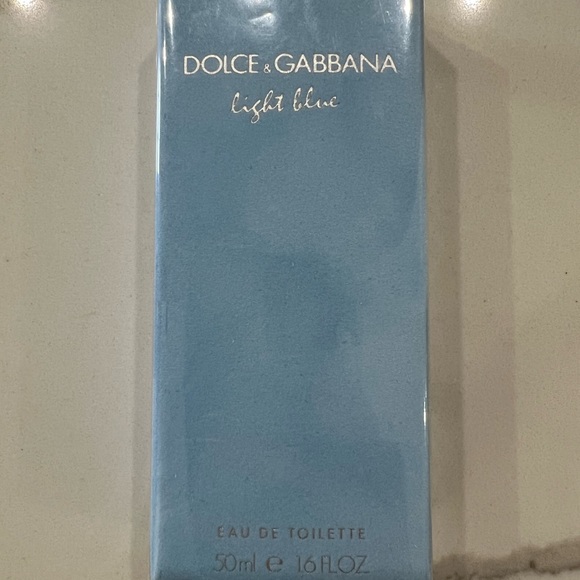 DOLCE & GABBANA
light blue
EAU DE TOILETTE
50ml e 1.6 FL.OZ